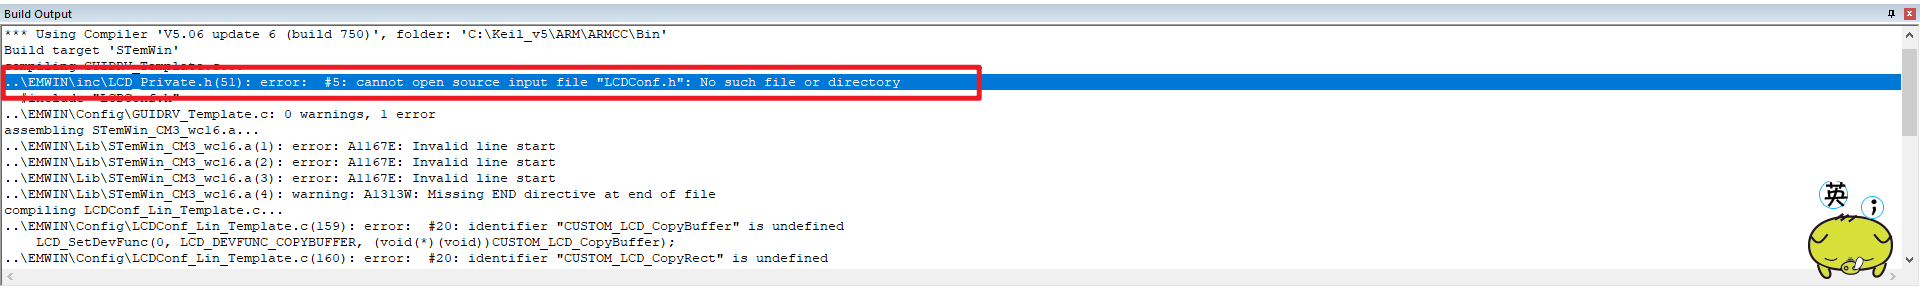 Build Output
*** Using Compiler 'V5.06 update 6 (build 750)', folder: 'C:\Keil_v5\ARM\ARMCC\Bin'
Build target 'STemWin'
compiling GUIDRV_Template.c...
..\EMWIN\inc\LCD_Private.h(51): error:  #5: cannot open source input file "LCDConf.h": No such file or directory
#include "LCDConf.h"
..\EMWIN\Config\GUIDRV_Template.c: 0 warnings, 1 error
assembling STemWin_CM3_wc16.a...
..\EMWIN\Lib\STemWin_CM3_wc16.a(1): error: A1167E: Invalid line start
..\EMWIN\Lib\STemWin_CM3_wc16.a(2): error: A1167E: Invalid line start
..\EMWIN\Lib\STemWin_CM3_wc16.a(3): error: A1167E: Invalid line start
..\EMWIN\Lib\STemWin_CM3_wc16.a(4): warning: A1313W: Missing END directive at end of file
compiling LCDConf_Lin_Template.c...
..\EMWIN\Config\LCDConf_Lin_Template.c(159): error:  #20: identifier "CUSTOM_LCD_CopyBuffer" is undefined
LCD_SetDevFunc(0, LCD_DEVFUNC_COPYBUFFER, (void(*)(void))CUSTOM_LCD_CopyBuffer);
..\EMWIN\Config\LCDConf_Lin_Template.c(160): error:  #20: identifier "CUSTOM_LCD_CopyRect" is undefined
英
;